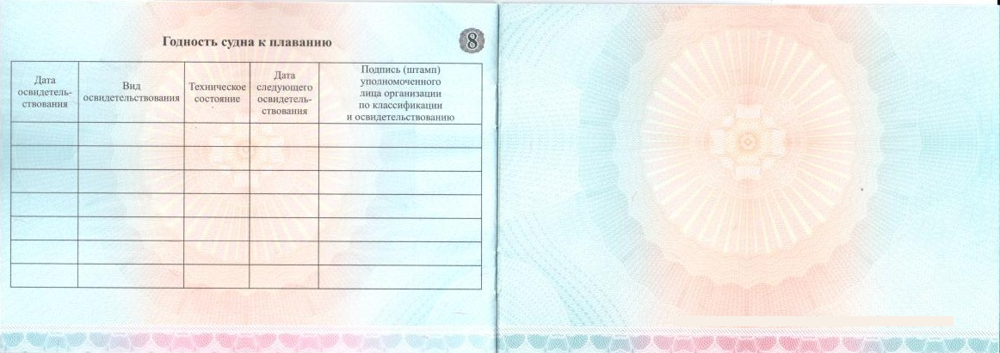 Годность судна к плаванию
8
Дата
освидетель-
ствования
Вид
освидетельствования
Техническое
состояние
Дата
следующего
освидетель-
ствования
Подпись (штамп)
уполномоченного
лица организации
по классификации
и освидетельствованию